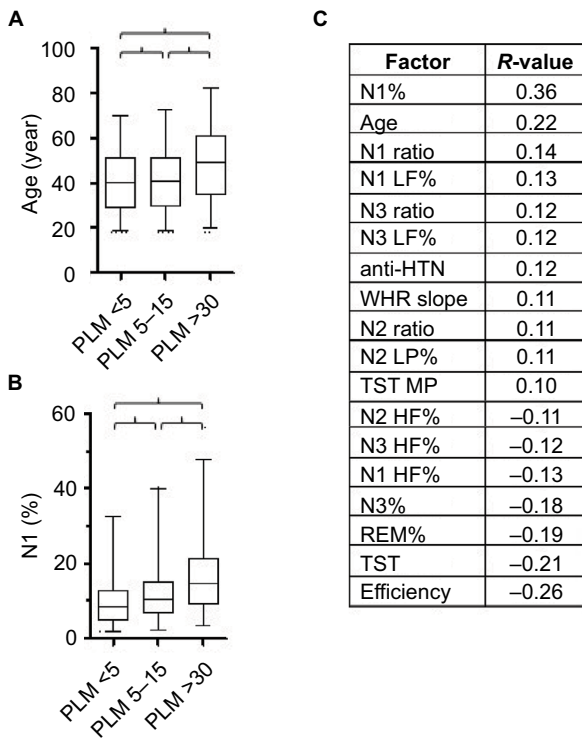 A
100
80
60
40
20
0
Age (year)
PLM <5
PLM 5–15
PLM >30
B
60
40
20
0
N1 (%)
PLM <5
PLM 5–15
PLM >30
C
Factor R-value
N1% 0.36
Age 0.22
N1 ratio 0.14
N1 LF% 0.13
N3 ratio 0.12
N3 LF% 0.12
anti-HTN 0.12
WHR slope 0.11
N2 ratio 0.11
N2 LP% 0.11
TST MP 0.10
N2 HF% –0.11
N3 HF% –0.12
N1 HF% –0.13
N3% –0.18
REM% –0.19
TST –0.21
Efficiency –0.26